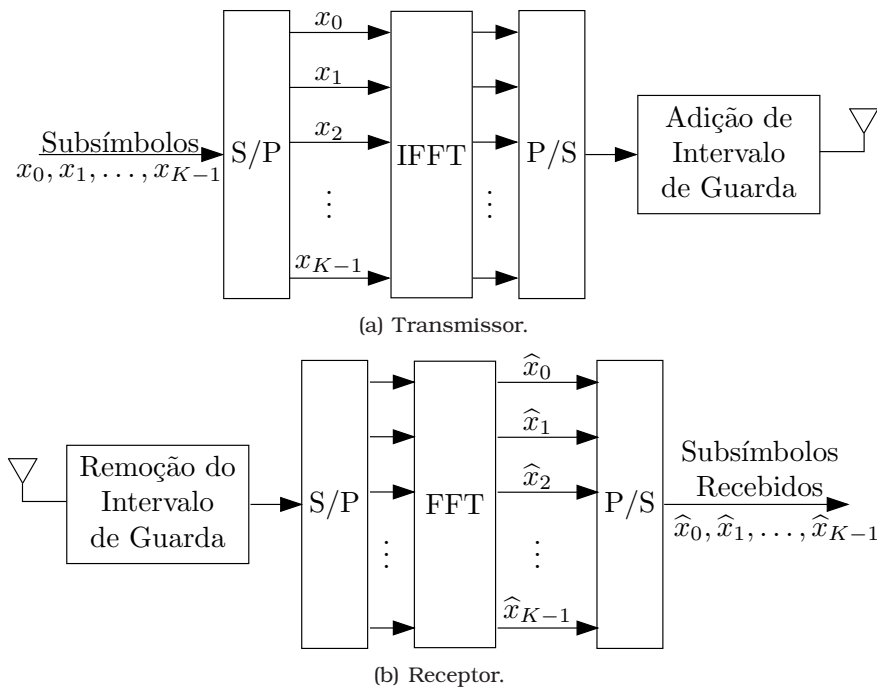 Subsímbolos
x_0, x_1, …, x_{K−1}
S/P
x_0
x_1
x_2
⋮
x_{K−1}
IFFT
⋮
P/S
Adição de
Intervalo
de Guarda
(a) Transmissor.
Remoção do
Intervalo
de Guarda
S/P
⋮
FFT
x̂_0
x̂_1
x̂_2
⋮
x̂_{K−1}
P/S
Subsímbolos
Recebidos
x̂_0, x̂_1, …, x̂_{K−1}
(b) Receptor.